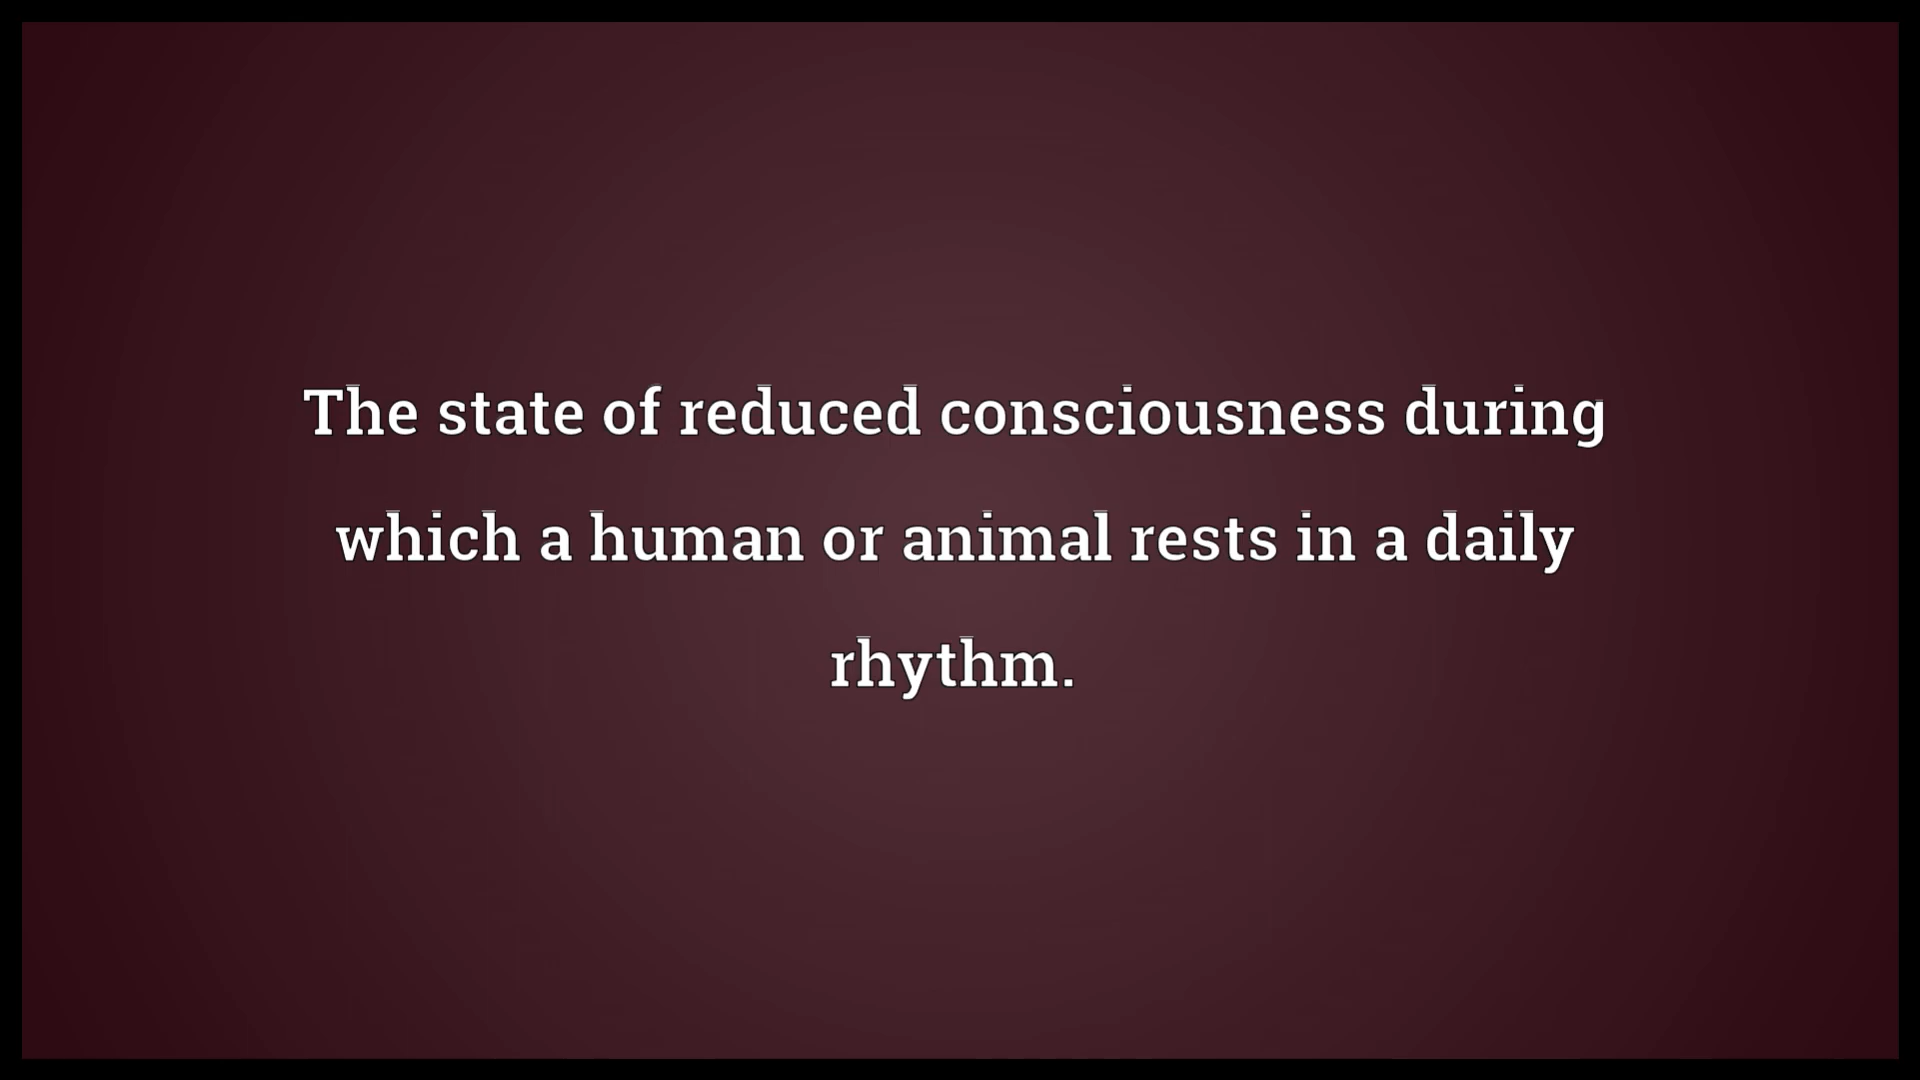 The state of reduced consciousness during
which a human or animal rests in a daily
rhythm.